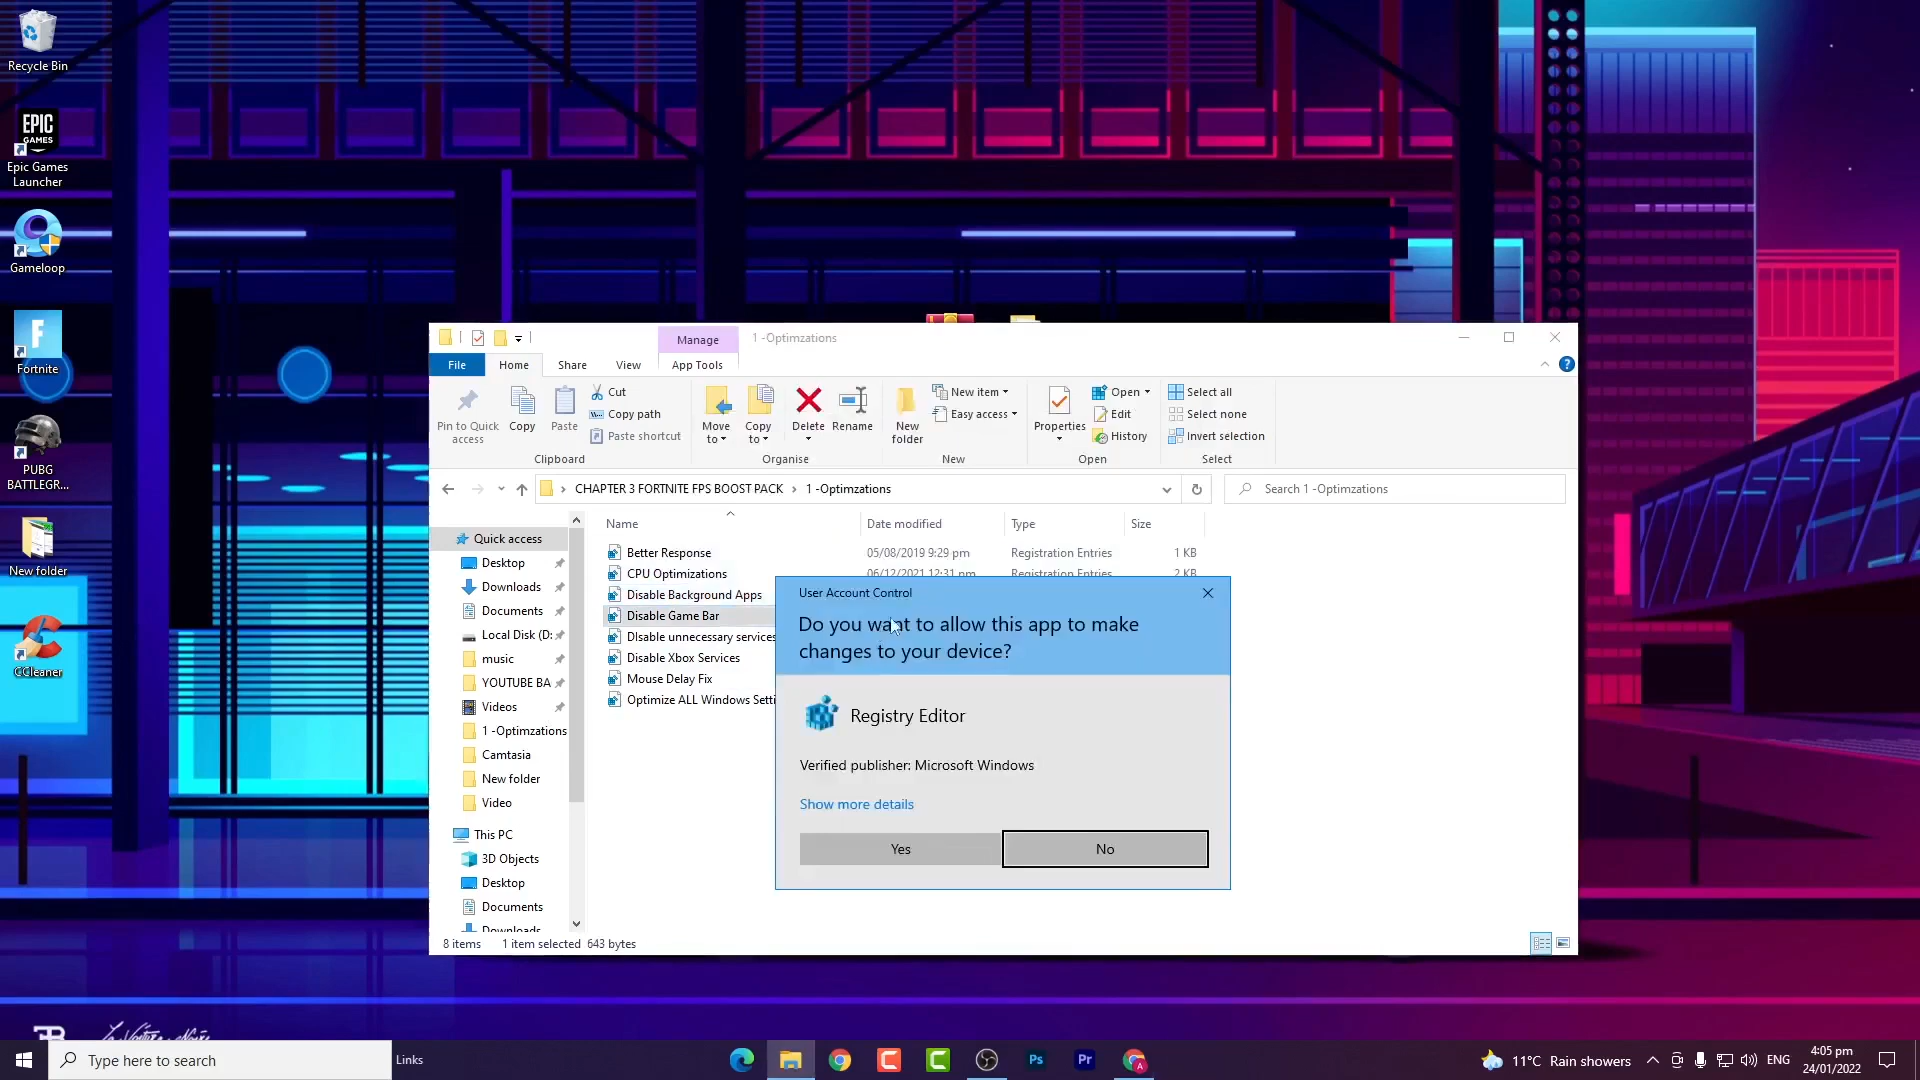 Recycle Bin
EPIC
GAMES
Epic Games
Launcher
Gameloop
F
Fortnite
PUBG
BATTLEGR...
New folder
CCleaner
Manage
1 -Optimzations
File
Home
Share
View
App Tools
Pin to Quick
access
Copy
Paste
Cut
Copy path
Paste shortcut
Clipboard
Move
to
Copy
to
Delete
Rename
Organise
New
folder
New item
Easy access
New
Properties
Open
Edit
History
Open
Select all
Select none
Invert selection
Select
CHAPTER 3 FORTNITE FPS BOOST PACK
1 -Optimzations
Search 1 -Optimzations
Quick access
Desktop
Downloads
Documents
Local Disk (D:
music
YOUTUBE BA
Videos
1 -Optimzations
Camtasia
New folder
Video
This PC
3D Objects
Desktop
Documents
Downloads
Name Date modified Type Size
Better Response 05/08/2019 9:29 pm Registration Entries 1 KB
CPU Optimizations 06/12/2021 12:31 pm Registration Entries 2 KB
Disable Background Apps
Disable Game Bar
DIsable unnecessary services
Disable Xbox Services
Mouse Delay Fix
Optimize ALL Windows Setti
User Account Control
Do you want to allow this app to make
changes to your device?
Registry Editor
Verified publisher: Microsoft Windows
Show more details
Yes
No
8 items 1 item selected 643 bytes
Type here to search
Links
Ps
Pr
A
11°C Rain showers
ENG
4:05 pm
24/01/2022